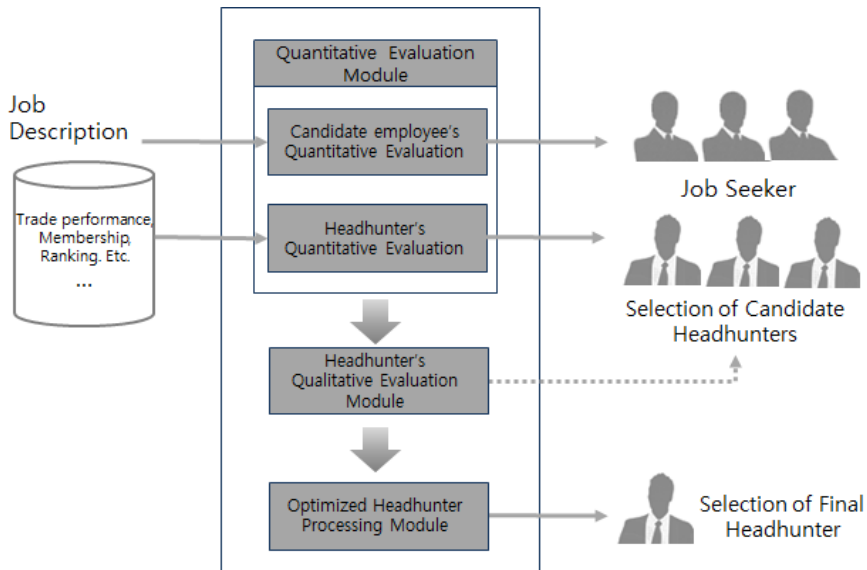 Quantitative Evaluation
Module
Job
Description
Candidate employee's
Quantitative Evaluation
Job Seeker
Trade performance,
Membership,
Ranking. Etc.
...
Headhunter's
Quantitative Evaluation
Selection of Candidate
Headhunters
Headhunter's
Qualitative Evaluation
Module
Optimized Headhunter
Processing Module
Selection of Final
Headhunter